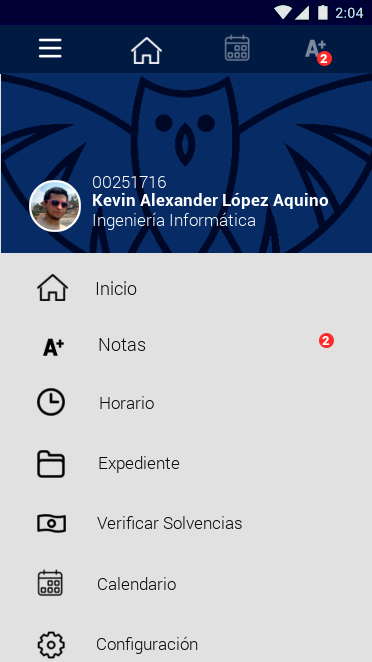 2:04
A+
2
00251716
Kevin Alexander López Aquino
Ingeniería Informática
Inicio
A+ Notas 2
Horario
Expediente
Verificar Solvencias
Calendario
Configuración